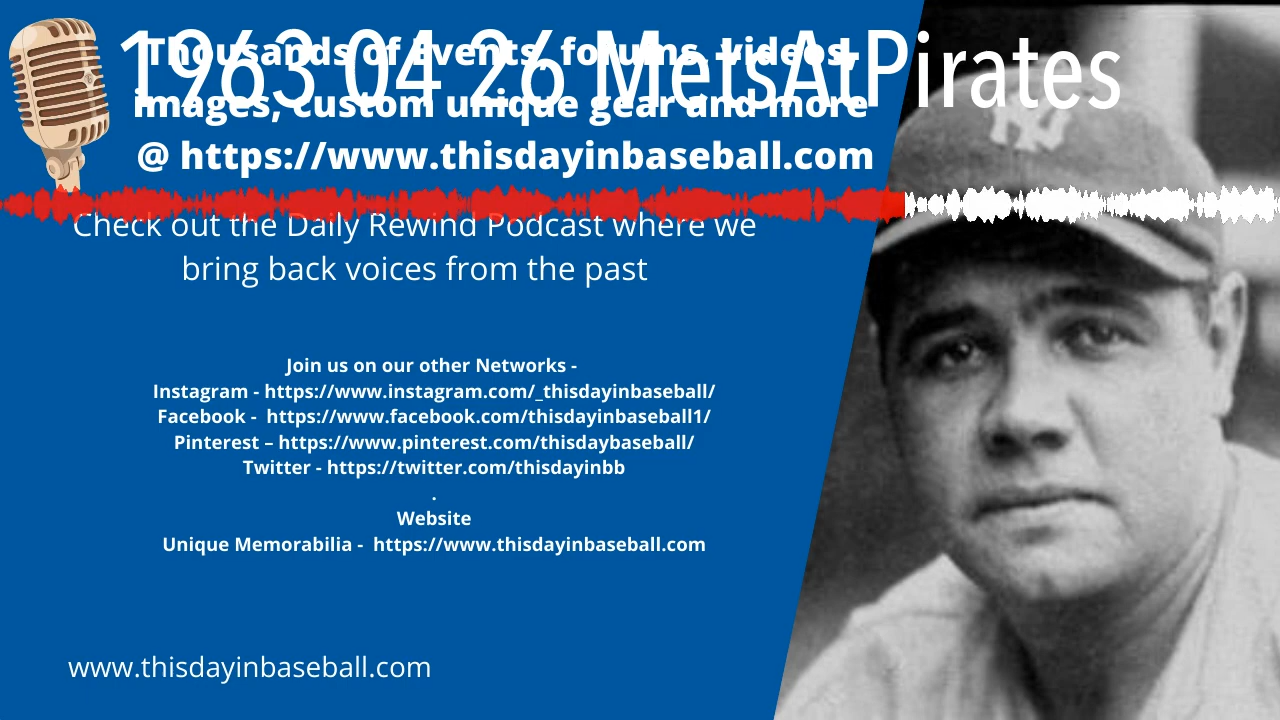 1963 04 26 MetsAtPirates
Thousands of Events, forums, videos,
images, custom unique gear and more
@ https://www.thisdayinbaseball.com
Check out the Daily Rewind Podcast where we
bring back voices from the past
Join us on our other Networks -
Instagram - https://www.instagram.com/_thisdayinbaseball/
Facebook - https://www.facebook.com/thisdayinbaseball1/
Pinterest – https://www.pinterest.com/thisdaybaseball/
Twitter - https://twitter.com/thisdayinbb
.
Website
Unique Memorabilia - https://www.thisdayinbaseball.com
www.thisdayinbaseball.com
NY